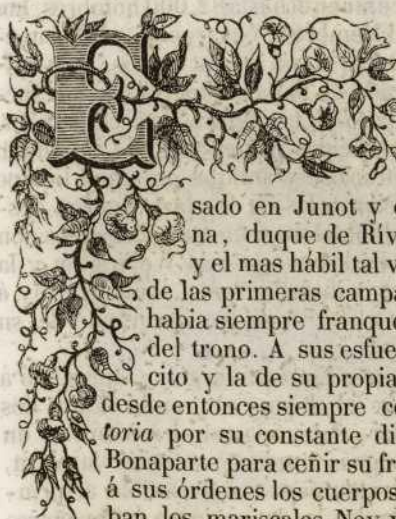 E
sado en Junot y
na, duque de Rív
y el mas hábil tal v
de las primeras campa
habia siempre franque
del trono. A sus esfue
cito y la de su propia
desde entonces siempre c
toria por su constante di
Bonaparte para ceñir su fr
á sus órdenes los cuerpos
ban los mariscales Ney